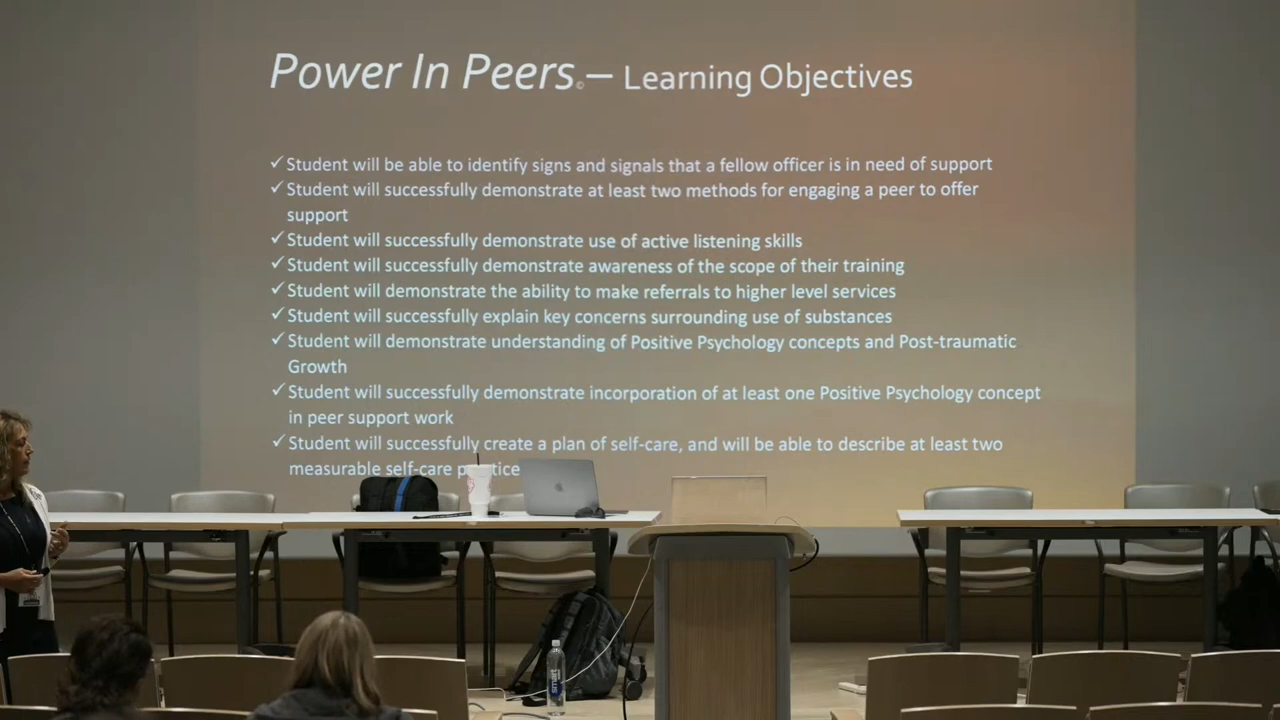 Power In Peers© – Learning Objectives
✓Student will be able to identify signs and signals that a fellow officer is in need of support
✓Student will successfully demonstrate at least two methods for engaging a peer to offer
support
✓Student will successfully demonstrate use of active listening skills
✓Student will successfully demonstrate awareness of the scope of their training
✓Student will demonstrate the ability to make referrals to higher level services
✓Student will successfully explain key concerns surrounding use of substances
✓Student will demonstrate understanding of Positive Psychology concepts and Post-traumatic
Growth
✓Student will successfully demonstrate incorporation of at least one Positive Psychology concept
in peer support work
✓Student will successfully create a plan of self-care, and will be able to describe at least two
measurable self-care
smart